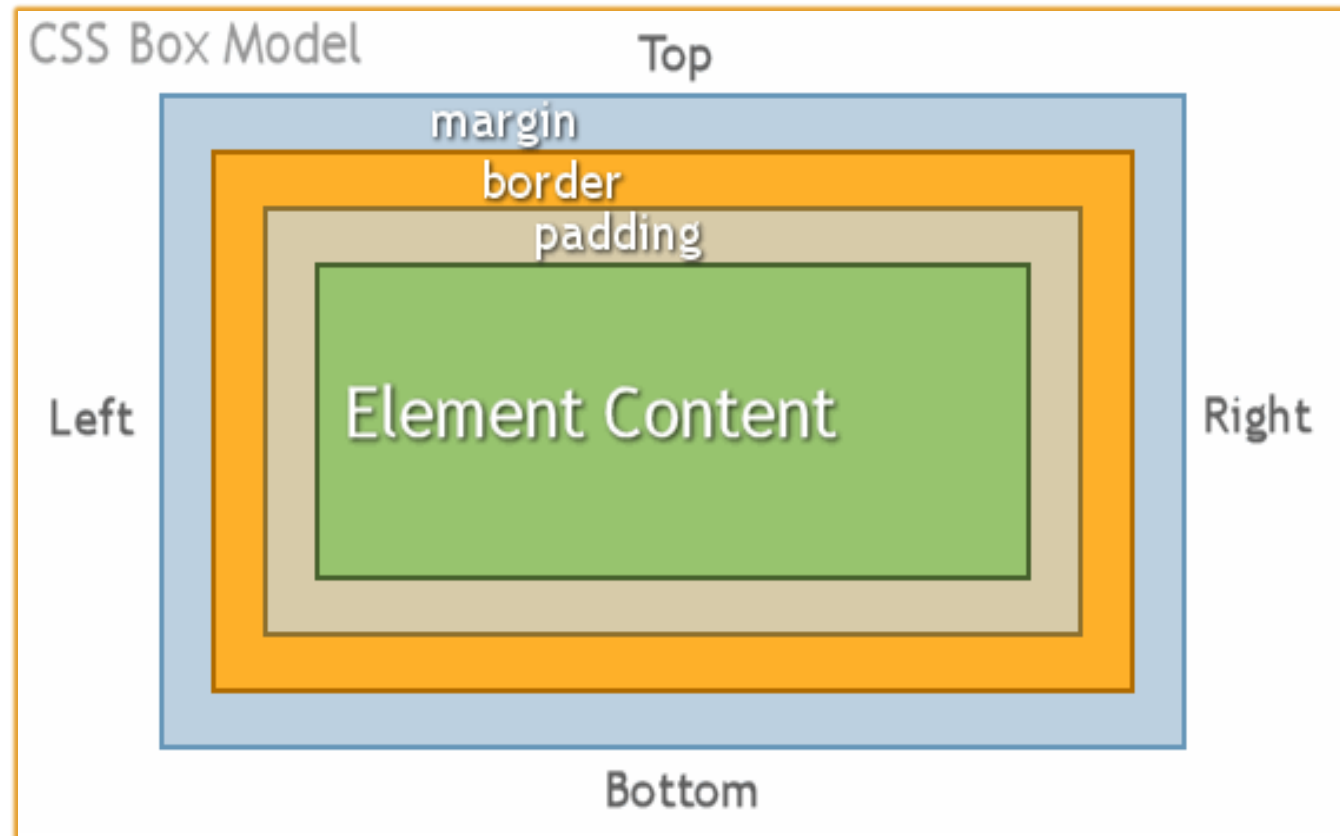 CSS Box Model
Top
margin
border
padding
Left
Element Content
Right
Bottom